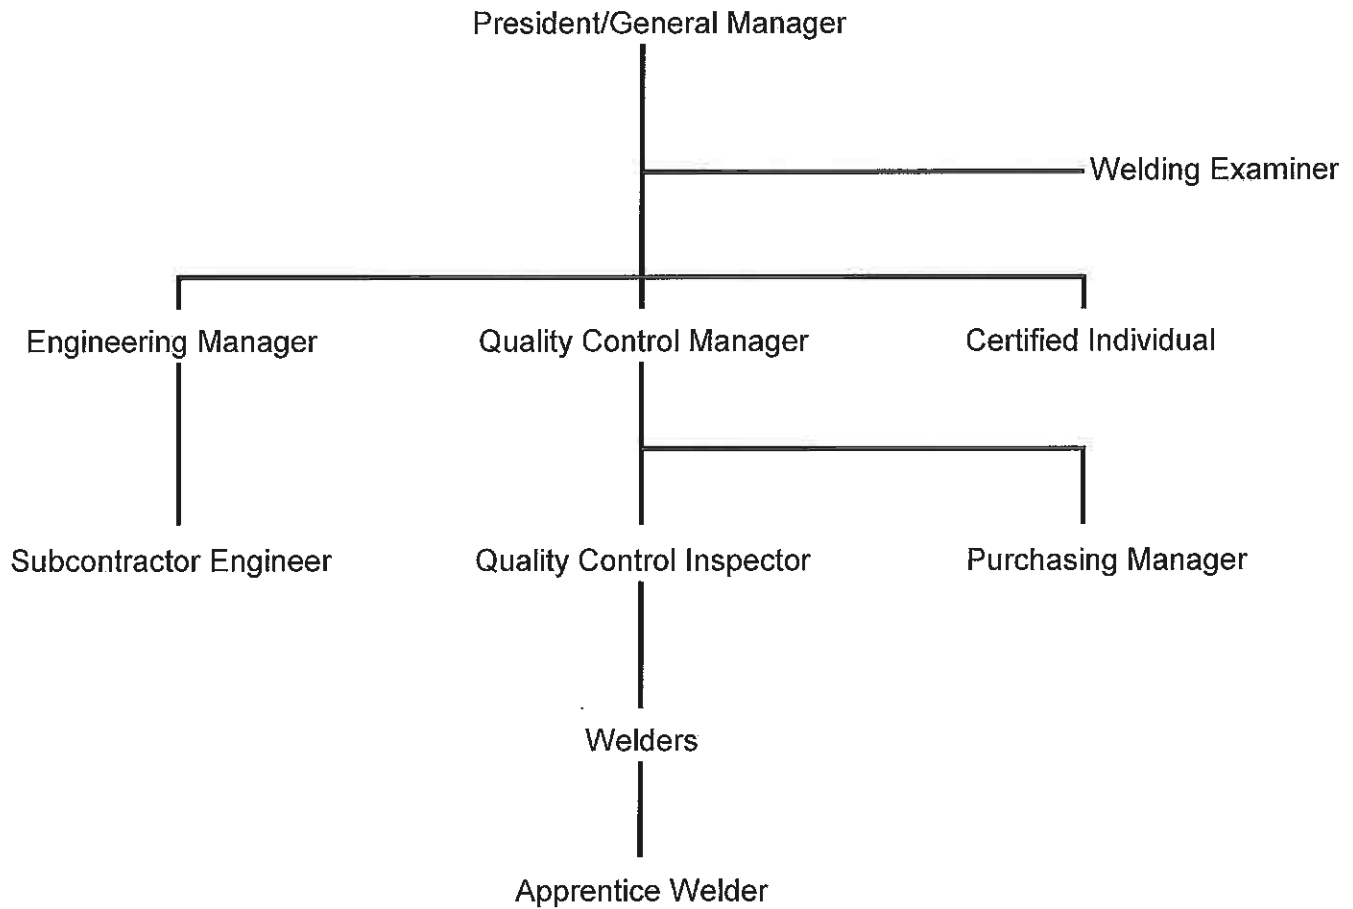 President/General Manager
Welding Examiner
Engineering Manager
Quality Control Manager
Certified Individual
Subcontractor Engineer
Quality Control Inspector
Purchasing Manager
Welders
Apprentice Welder